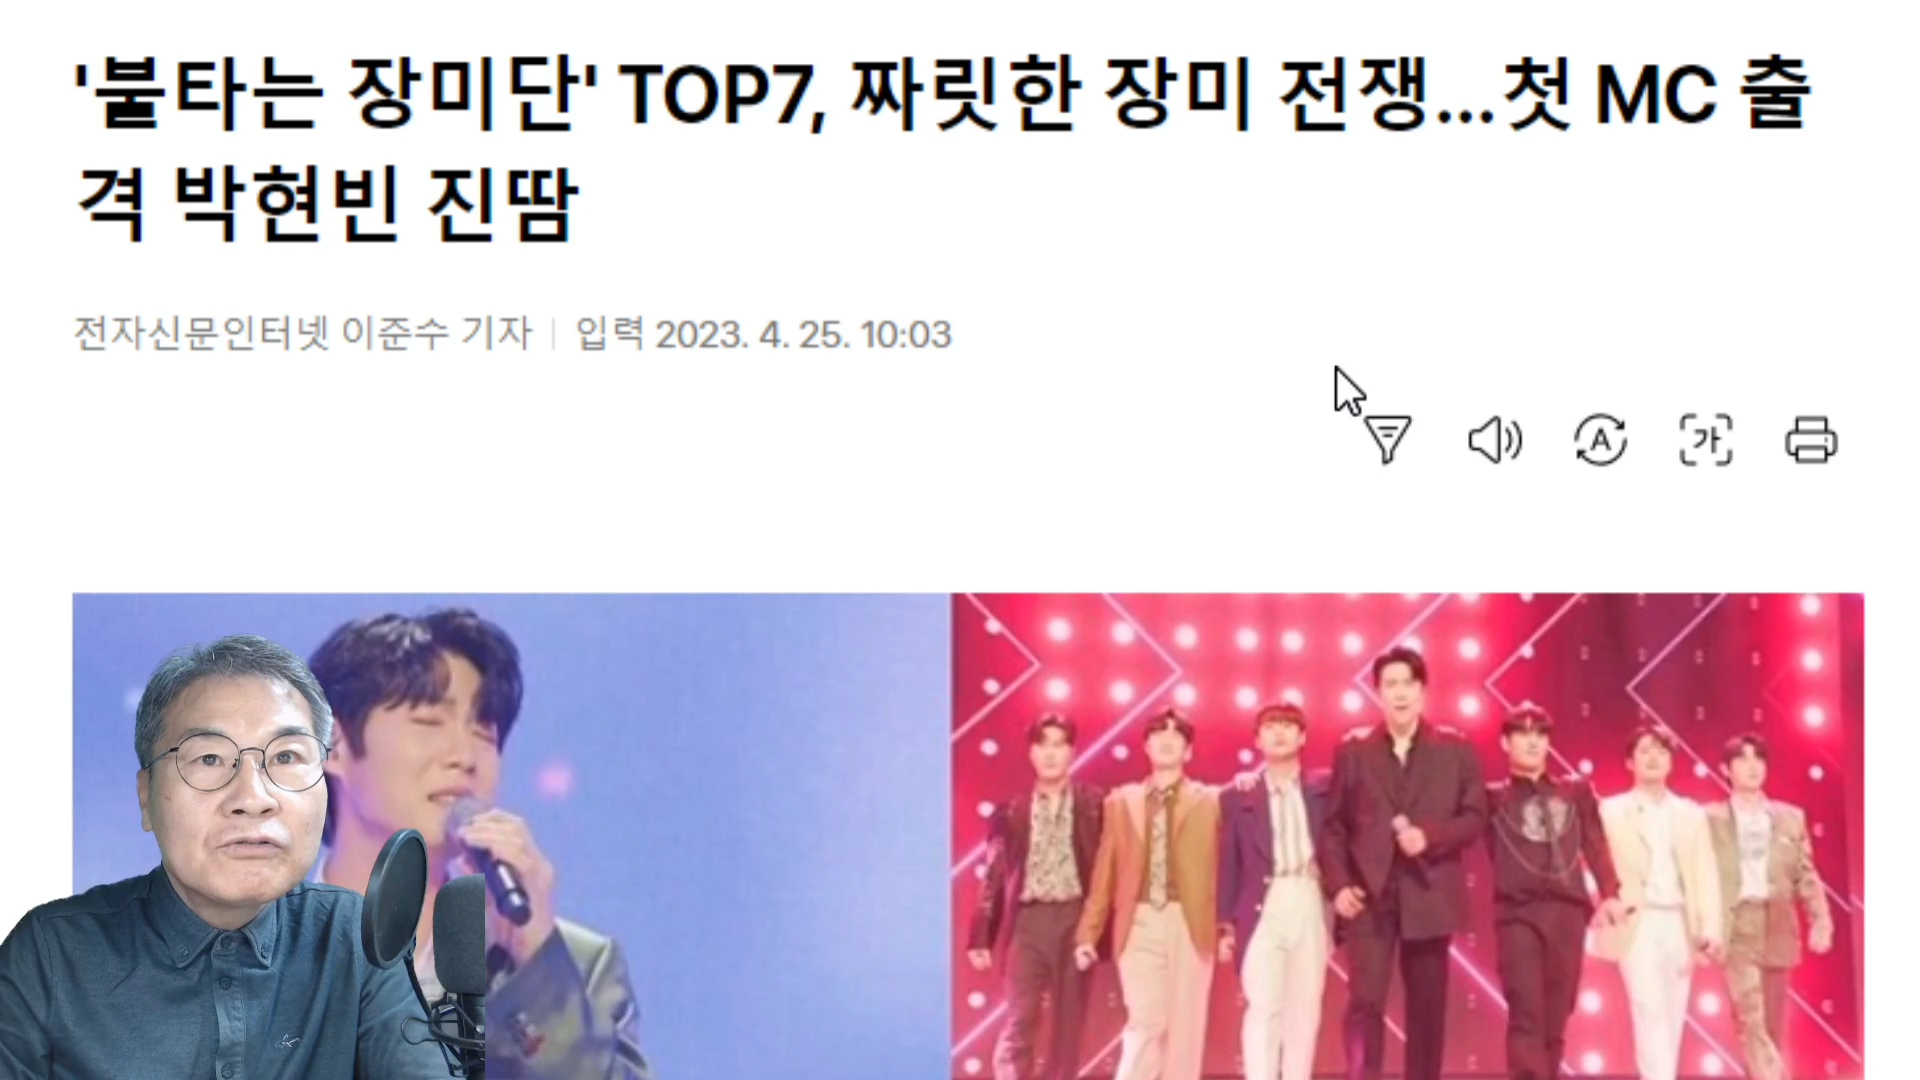 '불타는 장미단' TOP7, 짜릿한 장미 전쟁...첫 MC 출
격 박현빈 진땀
전자신문인터넷 이준수 기자 | 입력 2023. 4. 25. 10:03
A 가